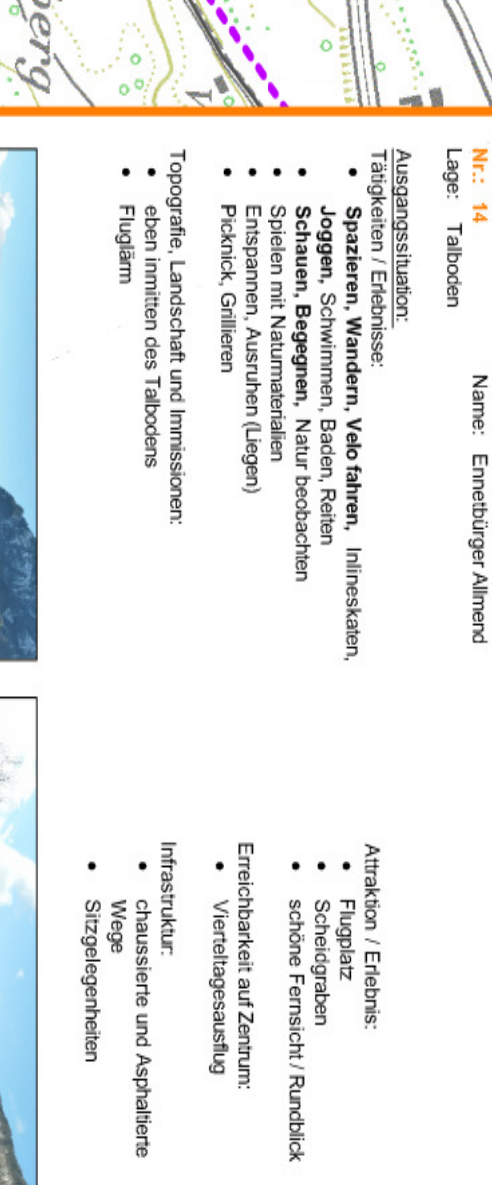 berg
Nr.: 14
Lage: Talboden Name: Ennetbürger Allmend
Ausgangssituation:
Tätigkeiten / Erlebnisse:
• Spazieren, Wandern, Velo fahren, Inlineskaten,
Joggen, Schwimmen, Baden, Reiten
• Schauen, Begegnen, Natur beobachten
• Spielen mit Naturmaterialien
• Entspannen, Ausruhen (Liegen)
• Picknick, Grillieren
Topografie, Landschaft und Immissionen:
• eben inmitten des Talbodens
• Fluglärm
Attraktion / Erlebnis:
• Flugplatz
• Scheidgraben
• schöne Fernsicht / Rundblick
Erreichbarkeit auf Zentrum:
• Vierteltagesausflug
Infrastruktur:
• chaussierte und Asphaltierte
Wege
• Sitzgelegenheiten